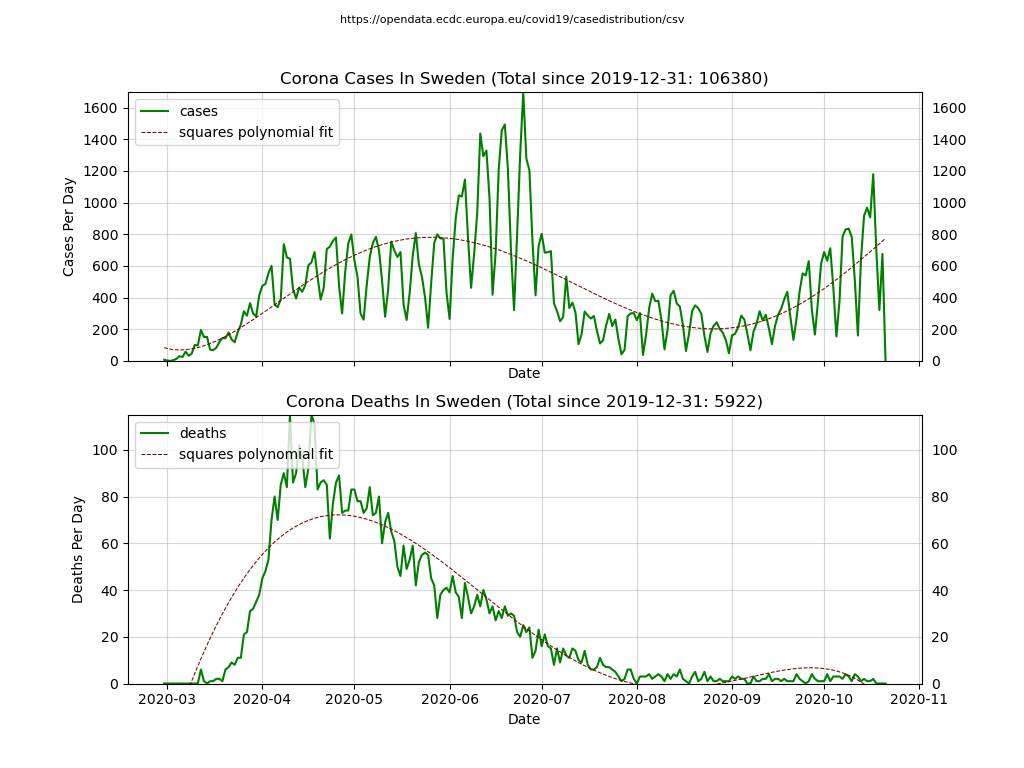 https://opendata.ecdc.europa.eu/covid19/casedistribution/csv
Corona Cases In Sweden (Total since 2019-12-31: 106380)
cases
squares polynomial fit
Cases Per Day
1600 1600
1400 1400
1200 1200
1000 1000
800 800
600 600
400 400
200 200
0 0
Date
Corona Deaths In Sweden (Total since 2019-12-31: 5922)
deaths
squares polynomial fit
Deaths Per Day
100 100
80 80
60 60
40 40
20 20
0 0
2020-03 2020-04 2020-05 2020-06 2020-07 2020-08 2020-09 2020-10 2020-11
Date